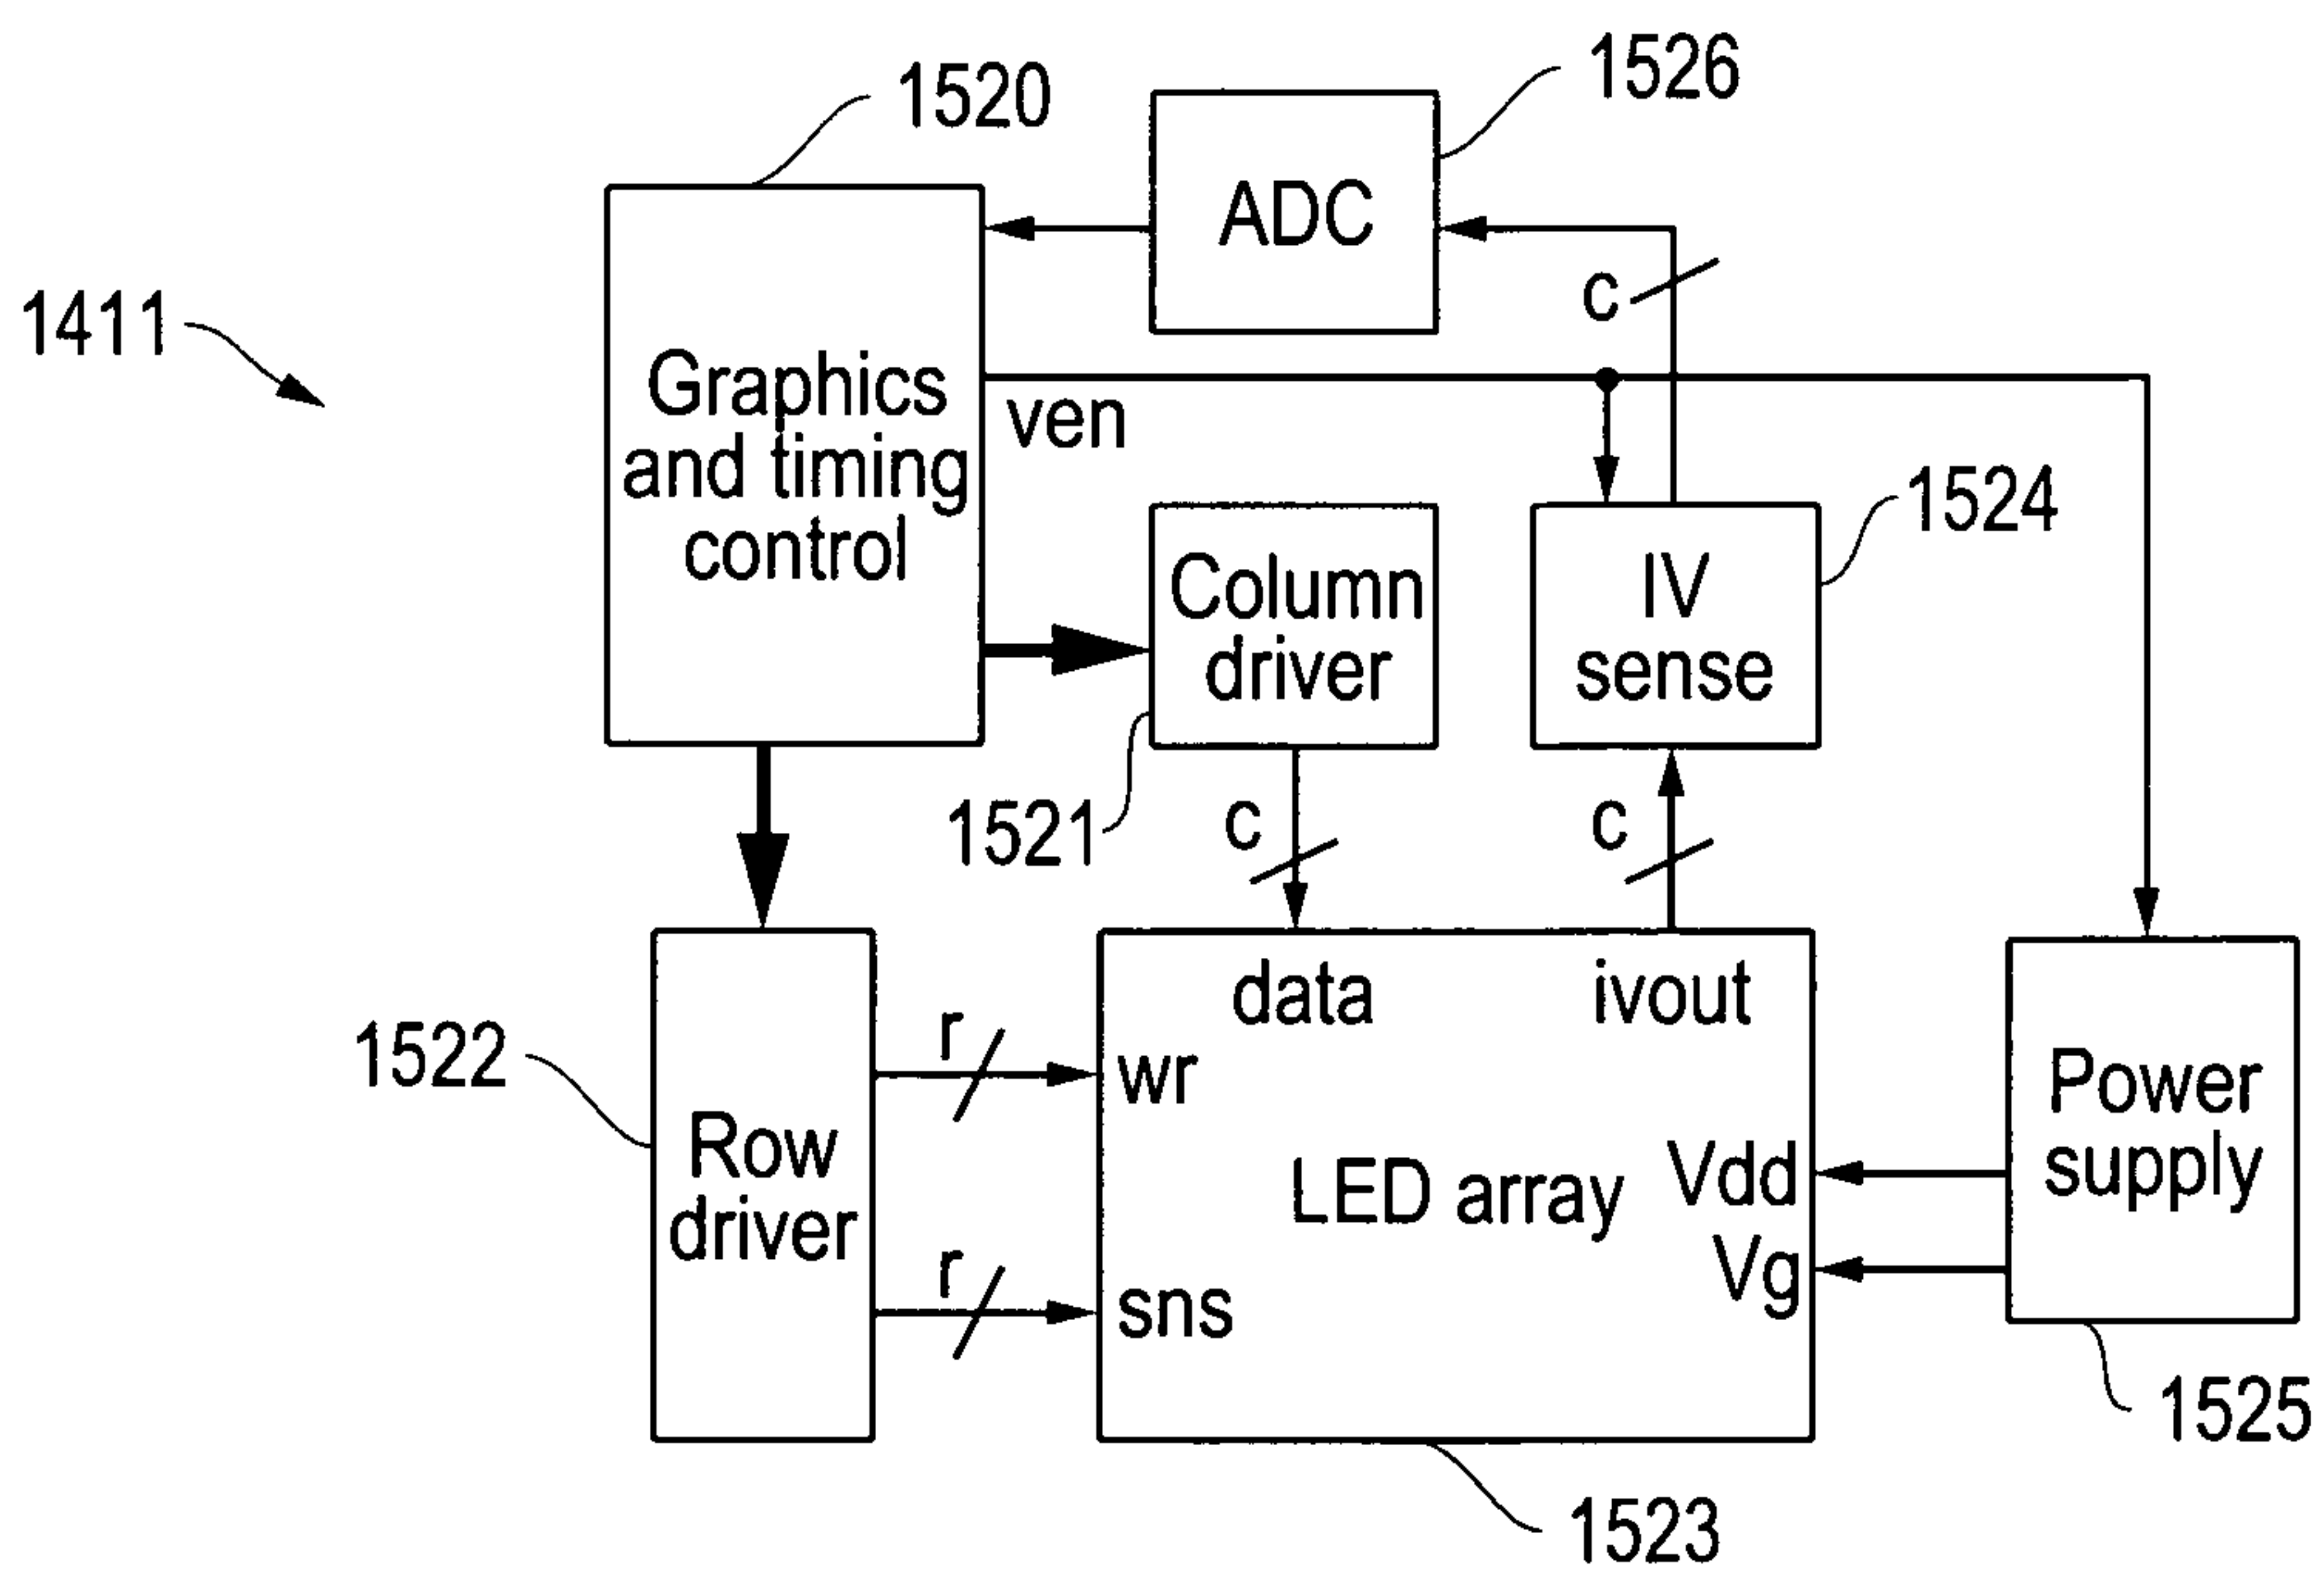 1526
1520
ADC
1411
c
Graphics
and timing
control
ven
1524
Column
driver
IV
sense
1521
c
c
data
ivout
1522
r
wr
Power
supply
Row
driver
LED array
Vdd
Vg
r
sns
1525
1523